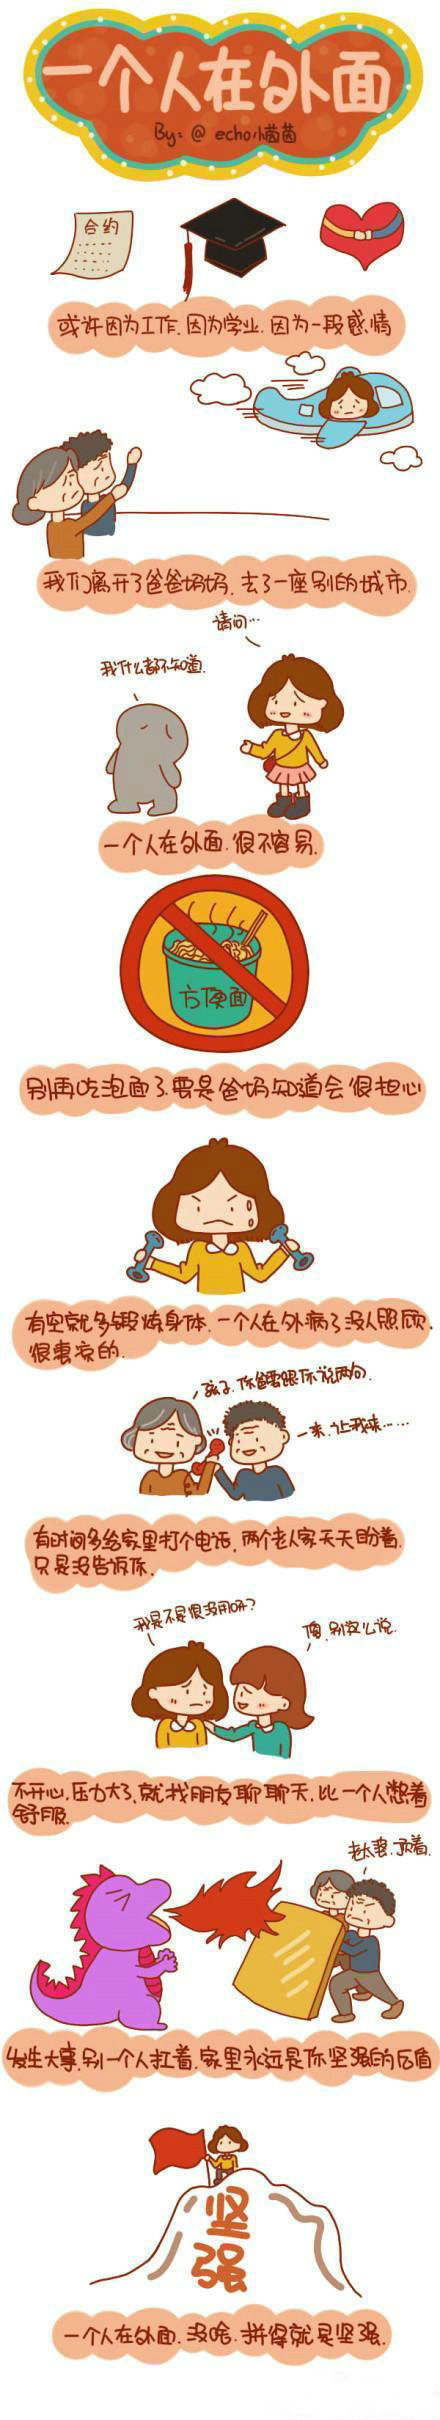 一个人在外面
By: @ echo小茵茵
合约
或许因为工作.因为学业.因为一段感情
我们离开了爸爸妈妈.去了一座别的城市.
请问…
我什么都不知道.
一个人在外面.很不容易.
方便面
别再吃泡面了.要是爸妈知道会很担心
有空就多锻炼身体.一个人在外病了没人照顾.
很凄凉的.
孩子.你爸要跟你说两句.
来.让我来……
有时间多给家里打个电话.两个老人家天天盼着.
只是没告诉你.
我是不是很没用呀?
傻.别这么说.
不开心.压力大了.就找朋友聊聊天.比一个人憋着
舒服.
老太婆.顶着.
发生大事.别一个人扛着.家里永远是你坚强的后盾
坚
强
一个人在外面.没啥.拼得就是坚强.